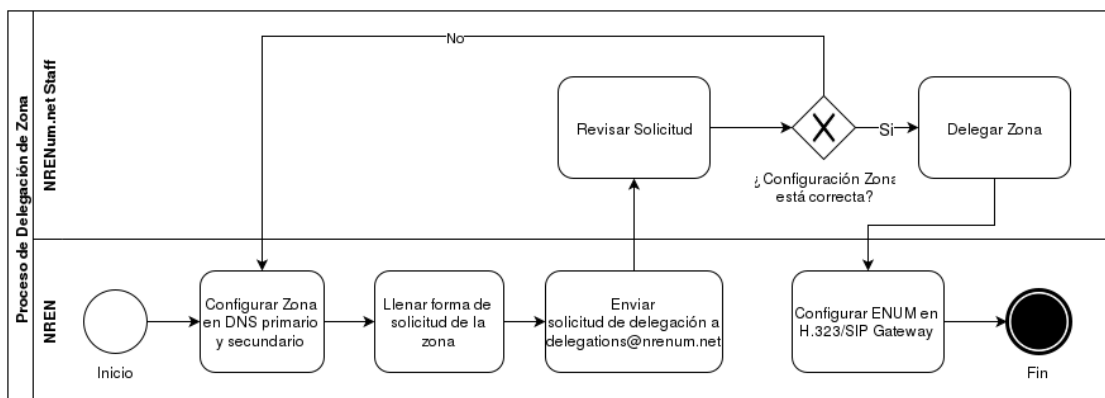 Proceso de Delegación de Zona
NRENum.net Staff
No
Revisar Solicitud
Si
Delegar Zona
¿Configuración Zona
está correcta?
NREN
Inicio
Configurar Zona
en DNS primario
y secundario
Llenar forma de
solicitud de la
zona
Enviar
solicitud de delegación a
delegations@nrenum.net
Configurar ENUM en
H.323/SIP Gateway
Fin